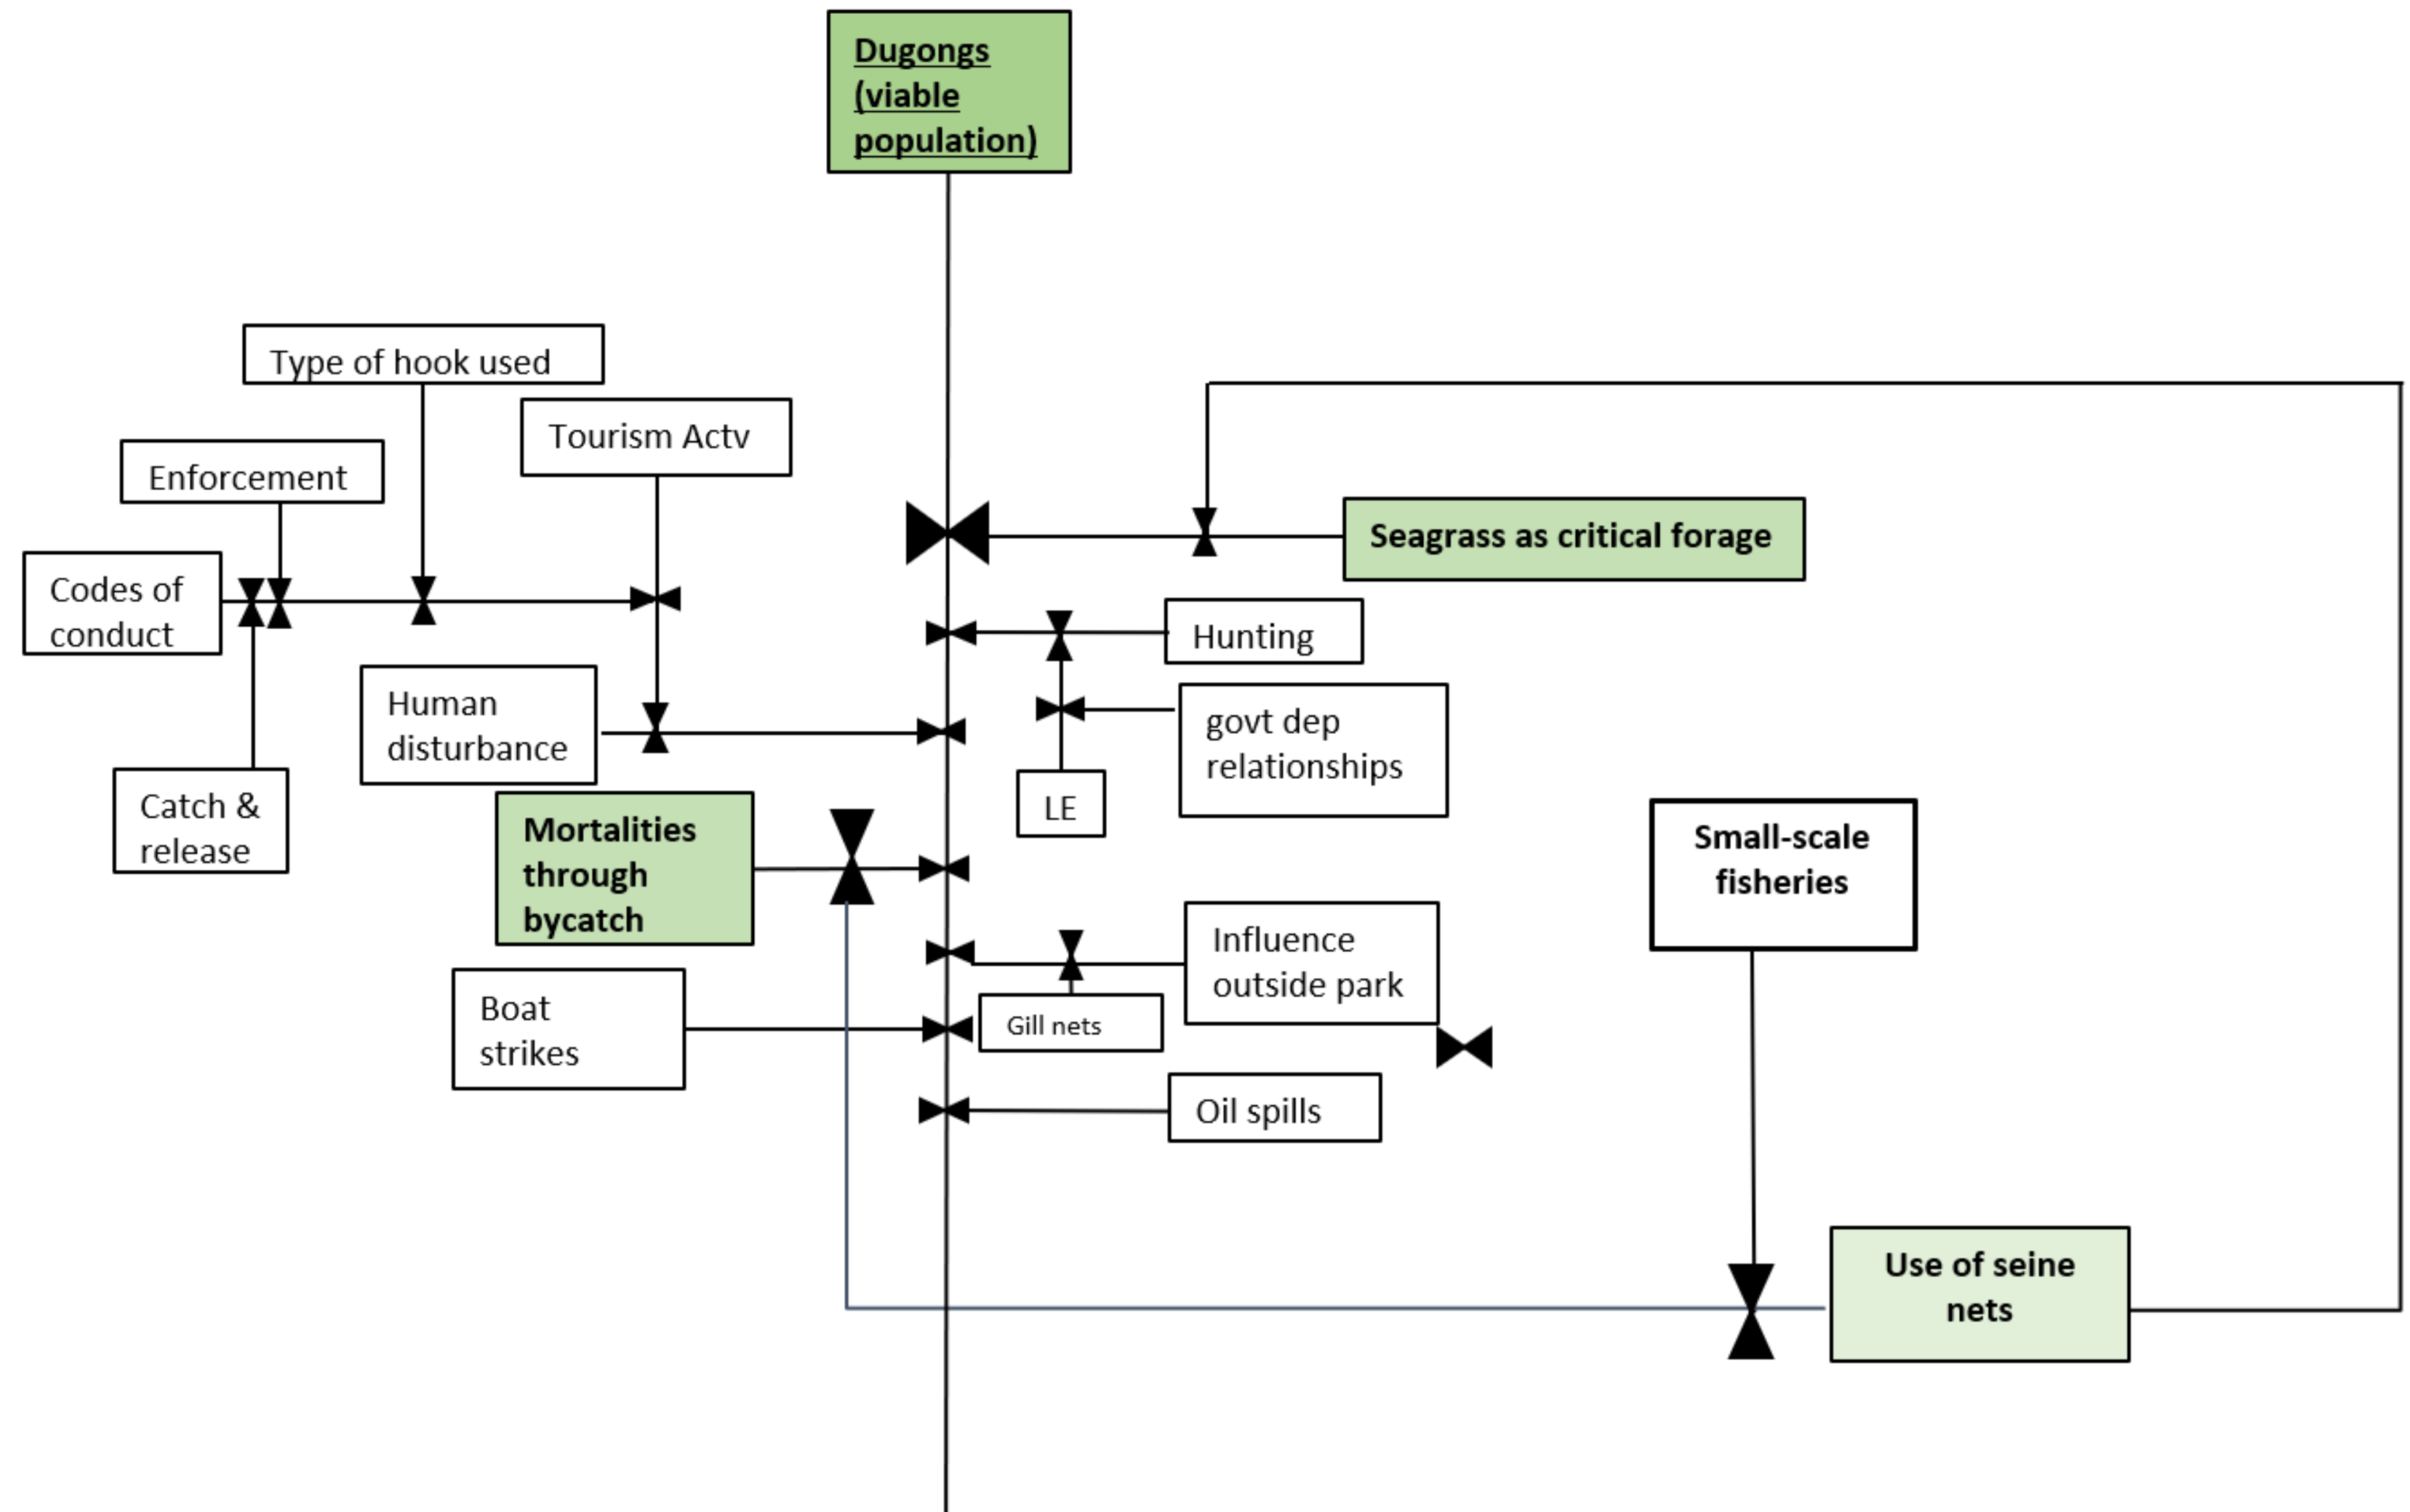 Dugongs
(viable
population)
Type of hook used
Tourism Actv
Enforcement
Seagrass as critical forage
Codes of
conduct
Hunting
Human
disturbance
govt dep
relationships
Catch &
release
LE
Mortalities
through
bycatch
Small-scale
fisheries
Influence
outside park
Boat
strikes
Gill nets
Oil spills
Use of seine
nets